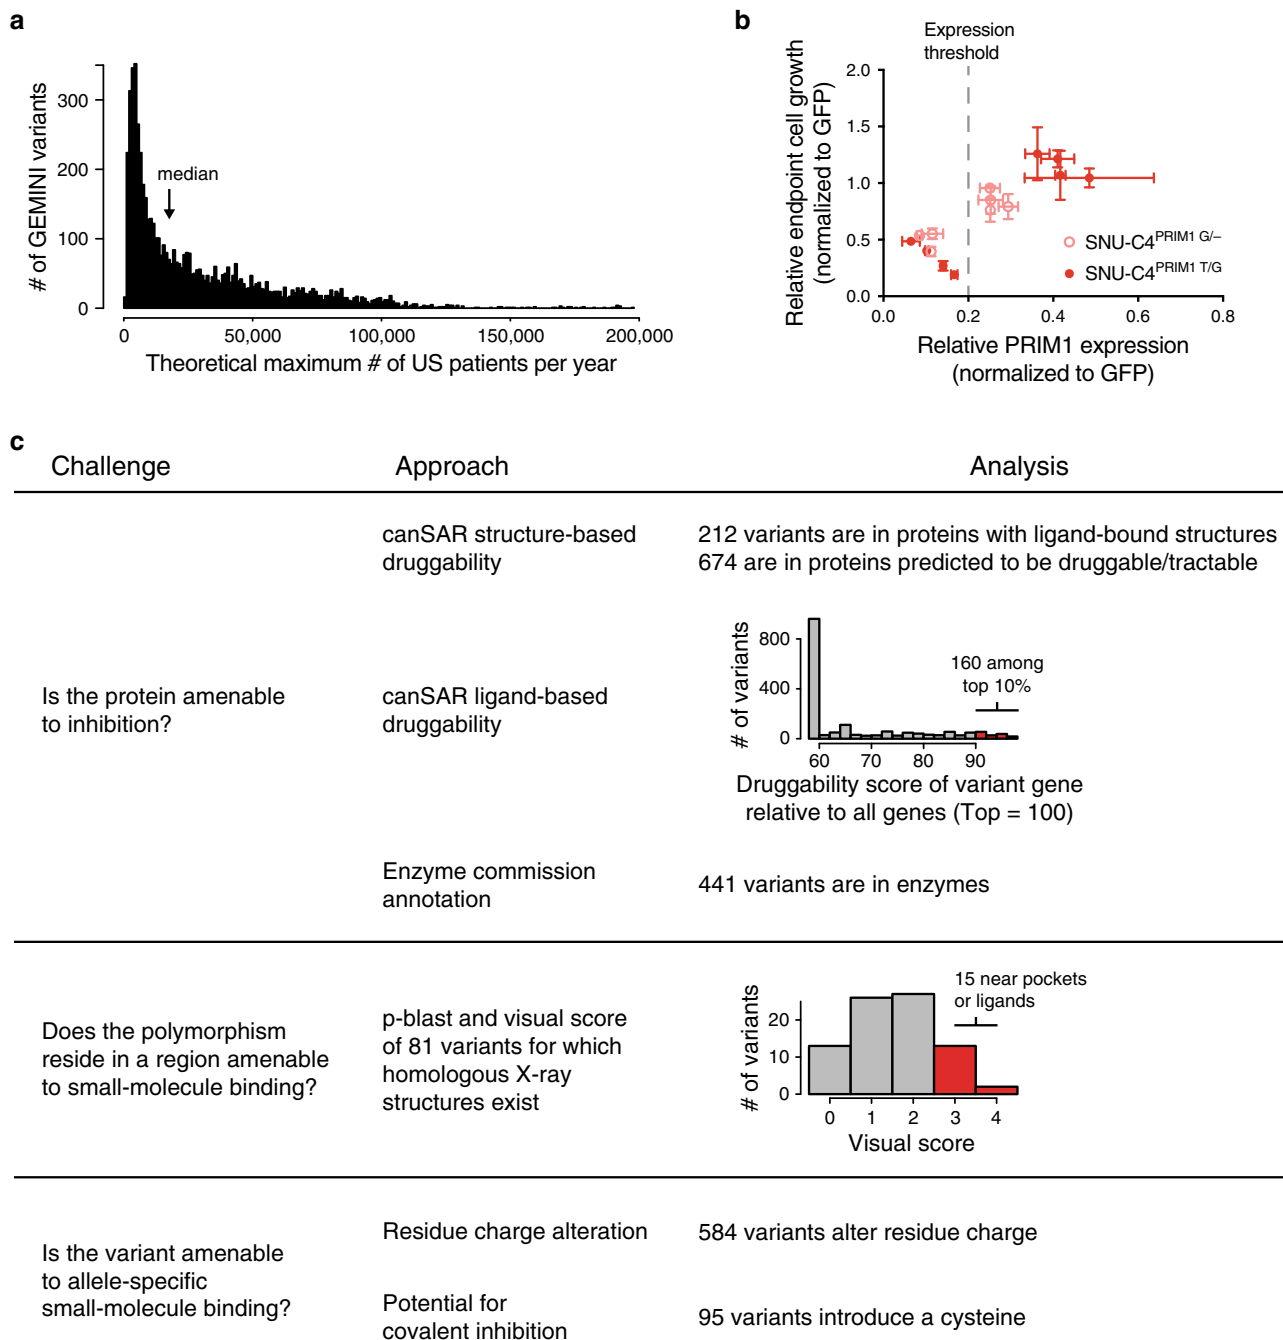 a
# of GEMINI variants
300
200
100
0
median
0
50,000
100,000
150,000
200,000
Theoretical maximum # of US patients per year
b
Expression
threshold
Relative endpoint cell growth
(normalized to GFP)
2.0
1.5
1.0
0.5
0.0
SNU-C4PRIM1 G/–
SNU-C4PRIM1 T/G
0.0
0.2
0.4
0.6
0.8
Relative PRIM1 expression
(normalized to GFP)
c
Challenge
Approach
Analysis
Is the protein amenable
to inhibition?
canSAR structure-based
druggability
212 variants are in proteins with ligand-bound structures
674 are in proteins predicted to be druggable/tractable
canSAR ligand-based
druggability
# of variants
800
400
0
160 among
top 10%
60
70
80
90
Druggability score of variant gene
relative to all genes (Top = 100)
Enzyme commission
annotation
441 variants are in enzymes
Does the polymorphism
reside in a region amenable
to small-molecule binding?
p-blast and visual score
of 81 variants for which
homologous X-ray
structures exist
# of variants
20
10
0
15 near pockets
or ligands
0
1
2
3
4
Visual score
Is the variant amenable
to allele-specific
small-molecule binding?
Residue charge alteration
584 variants alter residue charge
Potential for
covalent inhibition
95 variants introduce a cysteine